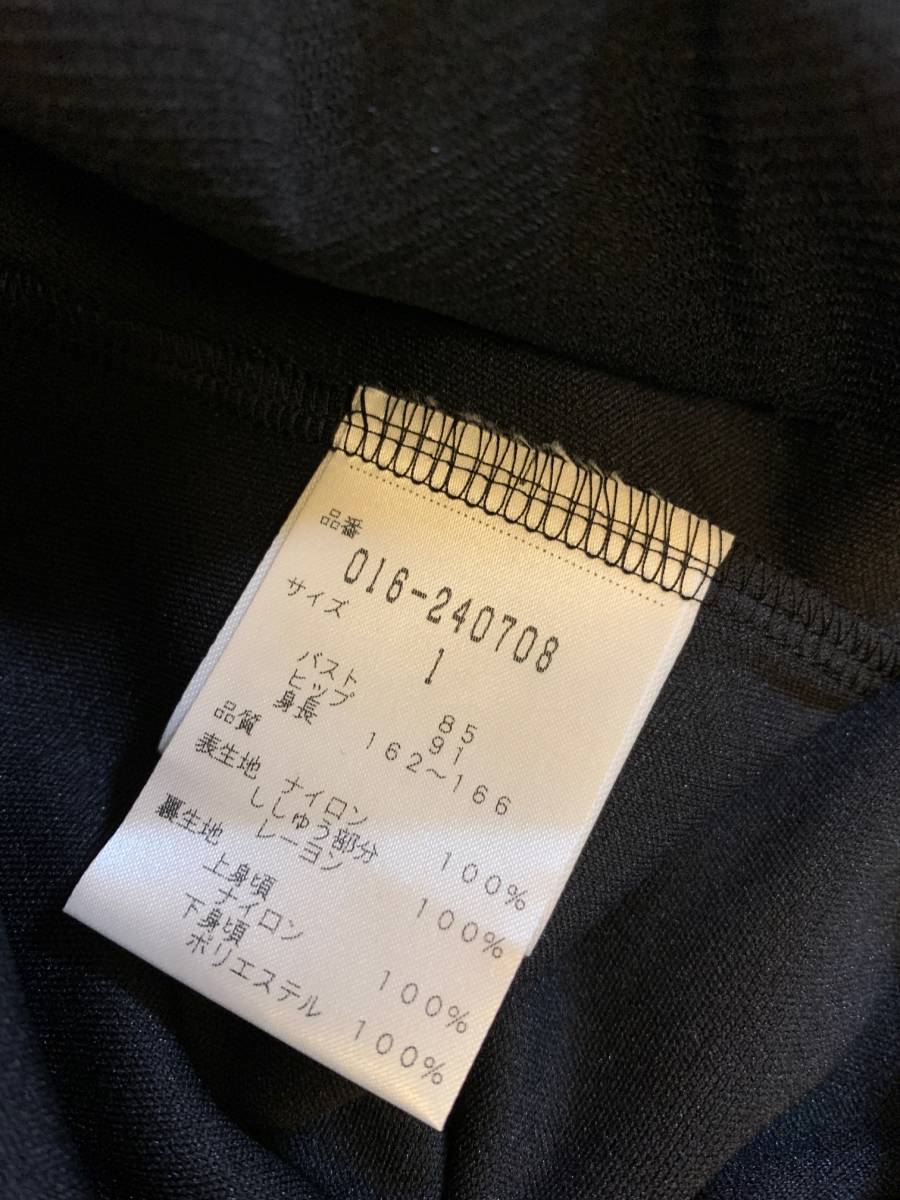 品番
016-240708
サイズ
1
バスト 85
ヒップ 91
身長 162～166
品質
表生地 ナイロン 100%
ししゅう部分
レーヨン 100%
裏生地
上身頃
ナイロン 100%
下身頃
ポリエステル 100%